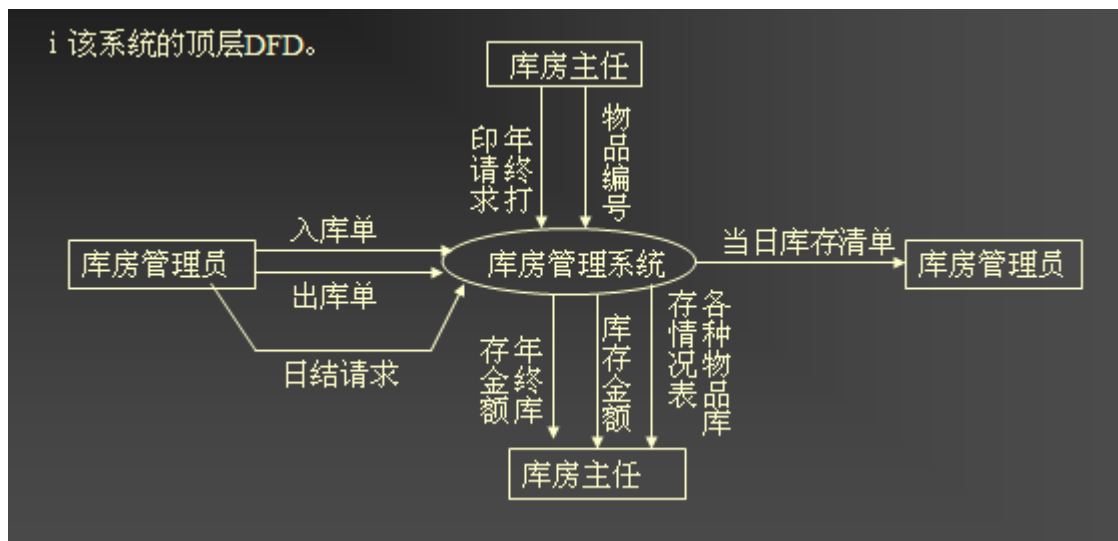 i 该系统的顶层DFD。
库房主任
年终打
印请求
物品编号
入库单
库房管理员
出库单
日结请求
库房管理系统
当日库存清单
库房管理员
年终库
存金额
库存金额
各种物品库
存情况表
库房主任